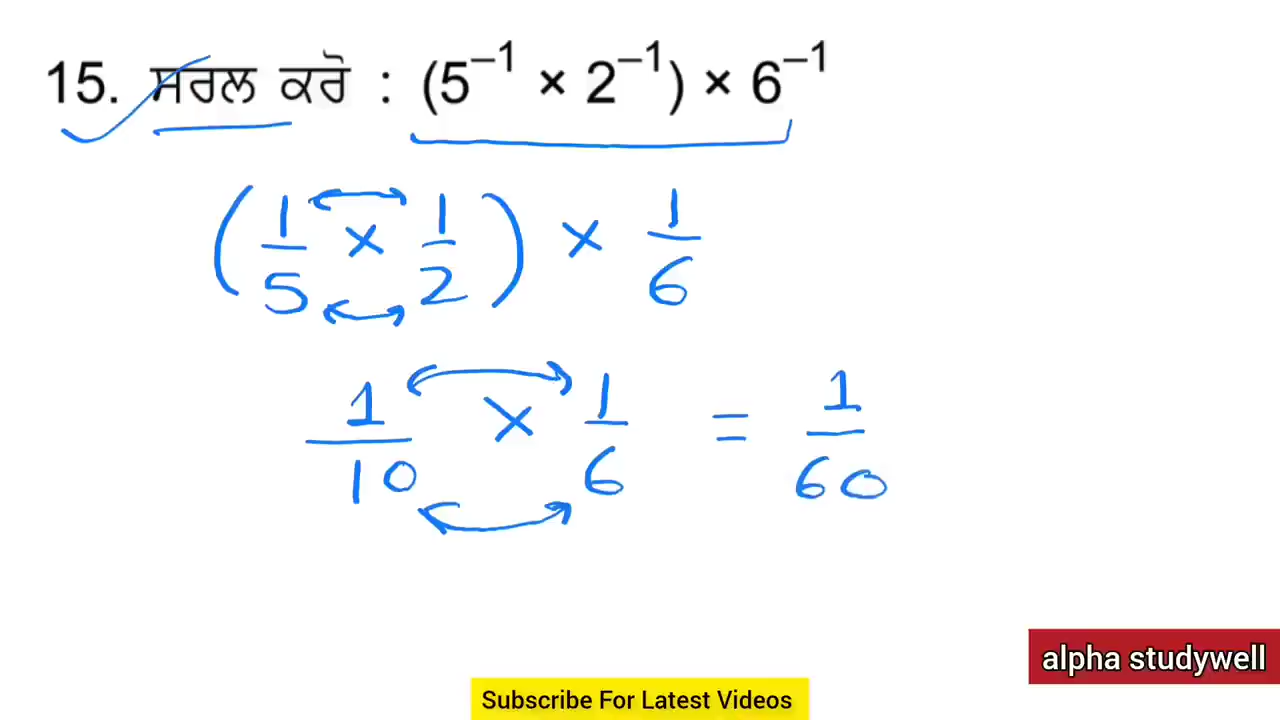 15. ਸਰਲ ਕਰੋ : (5⁻¹ × 2⁻¹) × 6⁻¹
(1/5 × 1/2) × 1/6
1/10 × 1/6 = 1/60
alpha studywell
Subscribe For Latest Videos